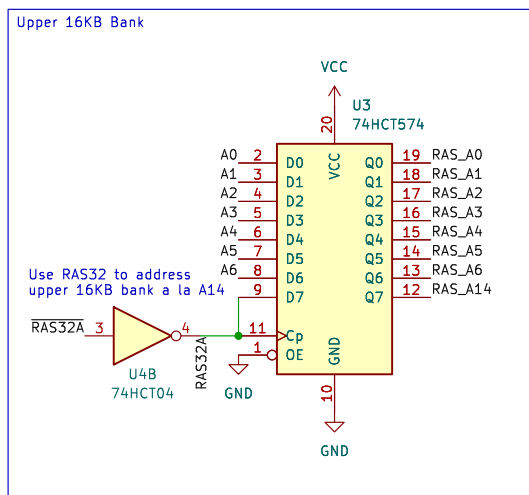 Upper 16KB Bank
VCC
U3
74HCT574
20
VCC
A0 2 D0 Q0 19 RAS_A0
A1 3 D1 Q1 18 RAS_A1
A2 4 D2 Q2 17 RAS_A2
A3 5 D3 Q3 16 RAS_A3
A4 6 D4 Q4 15 RAS_A4
A5 7 D5 Q5 14 RAS_A5
A6 8 D6 Q6 13 RAS_A6
9 D7 Q7 12 RAS_A14
Use RAS32 to address
upper 16KB bank a la A14
RAS32A 3 4 RAS32A 11 Cp
1 OE
GND
U4B
74HCT04
GND
10
GND